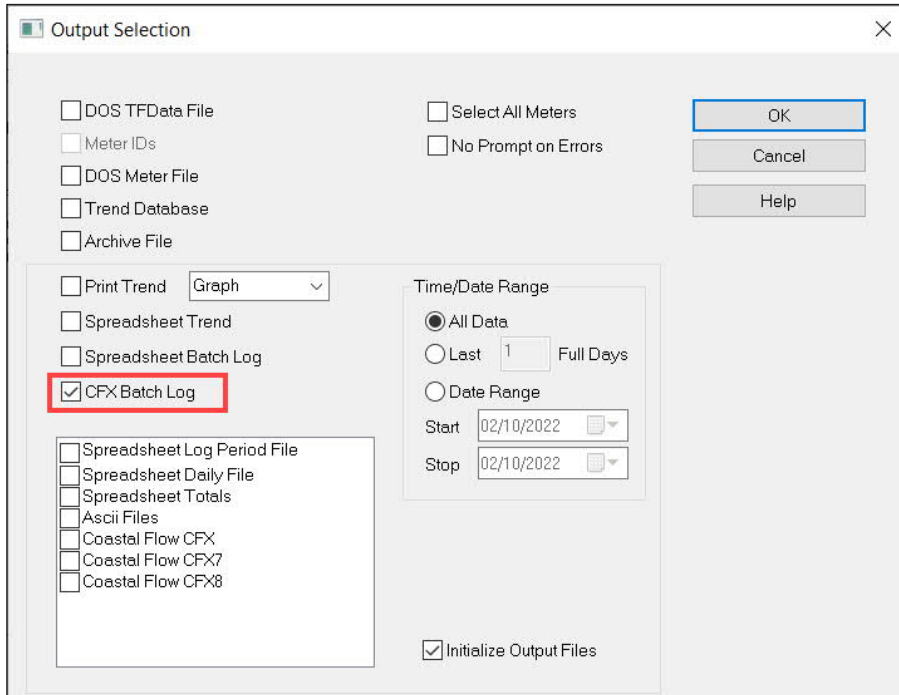 Output Selection
DOS TFData File
Meter IDs
DOS Meter File
Trend Database
Archive File
Select All Meters
No Prompt on Errors
OK
Cancel
Help
Print Trend Graph
Spreadsheet Trend
Spreadsheet Batch Log
CFX Batch Log
Time/Date Range
All Data
Last 1 Full Days
Date Range
Start 02/10/2022
Stop 02/10/2022
Spreadsheet Log Period File
Spreadsheet Daily File
Spreadsheet Totals
Ascii Files
Coastal Flow CFX
Coastal Flow CFX7
Coastal Flow CFX8
Initialize Output Files